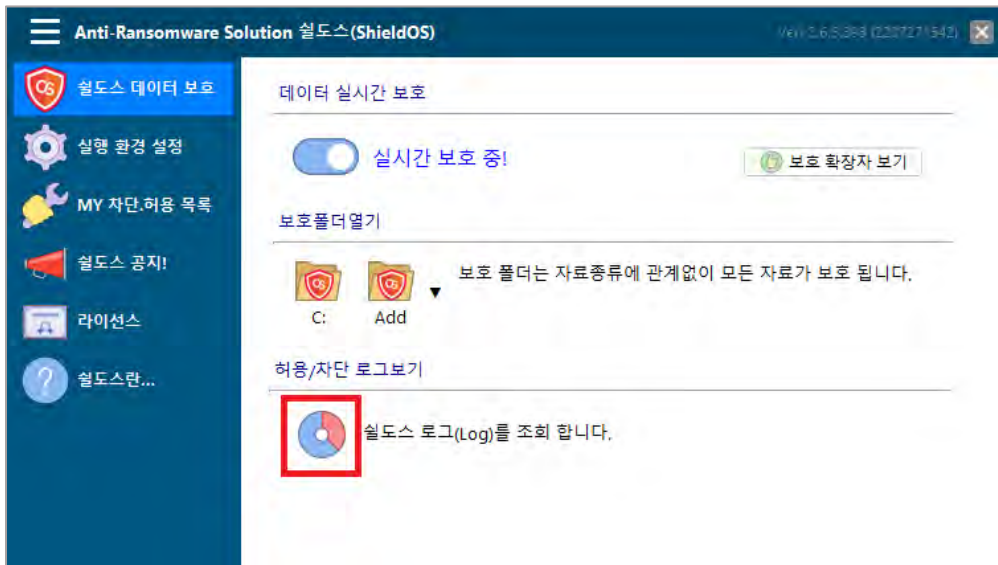 Anti-Ransomware Solution 쉴도스(ShieldOS)
쉴도스 데이터 보호
실행 환경 설정
MY 차단.허용 목록
쉴도스 공지!
라이선스
쉴도스란...
데이터 실시간 보호
실시간 보호 중!
보호 확장자 보기
보호폴더열기
보호 폴더는 자료종류에 관계없이 모든 자료가 보호 됩니다.
C: Add
허용/차단 로그보기
쉴도스 로그(Log)를 조회 합니다.